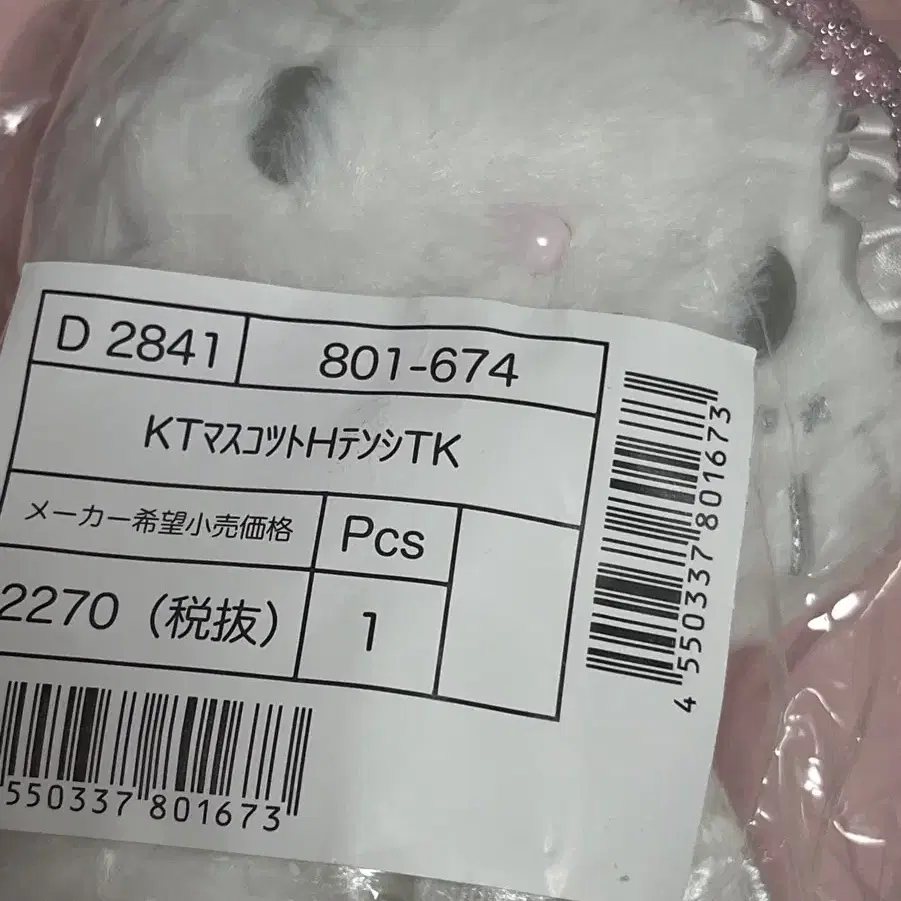 D 2841
801-674
KTマスコツトHテンシTK
メーカー希望小売価格
Pcs
2270（税抜）
1
4 550337 801673
550337 801673